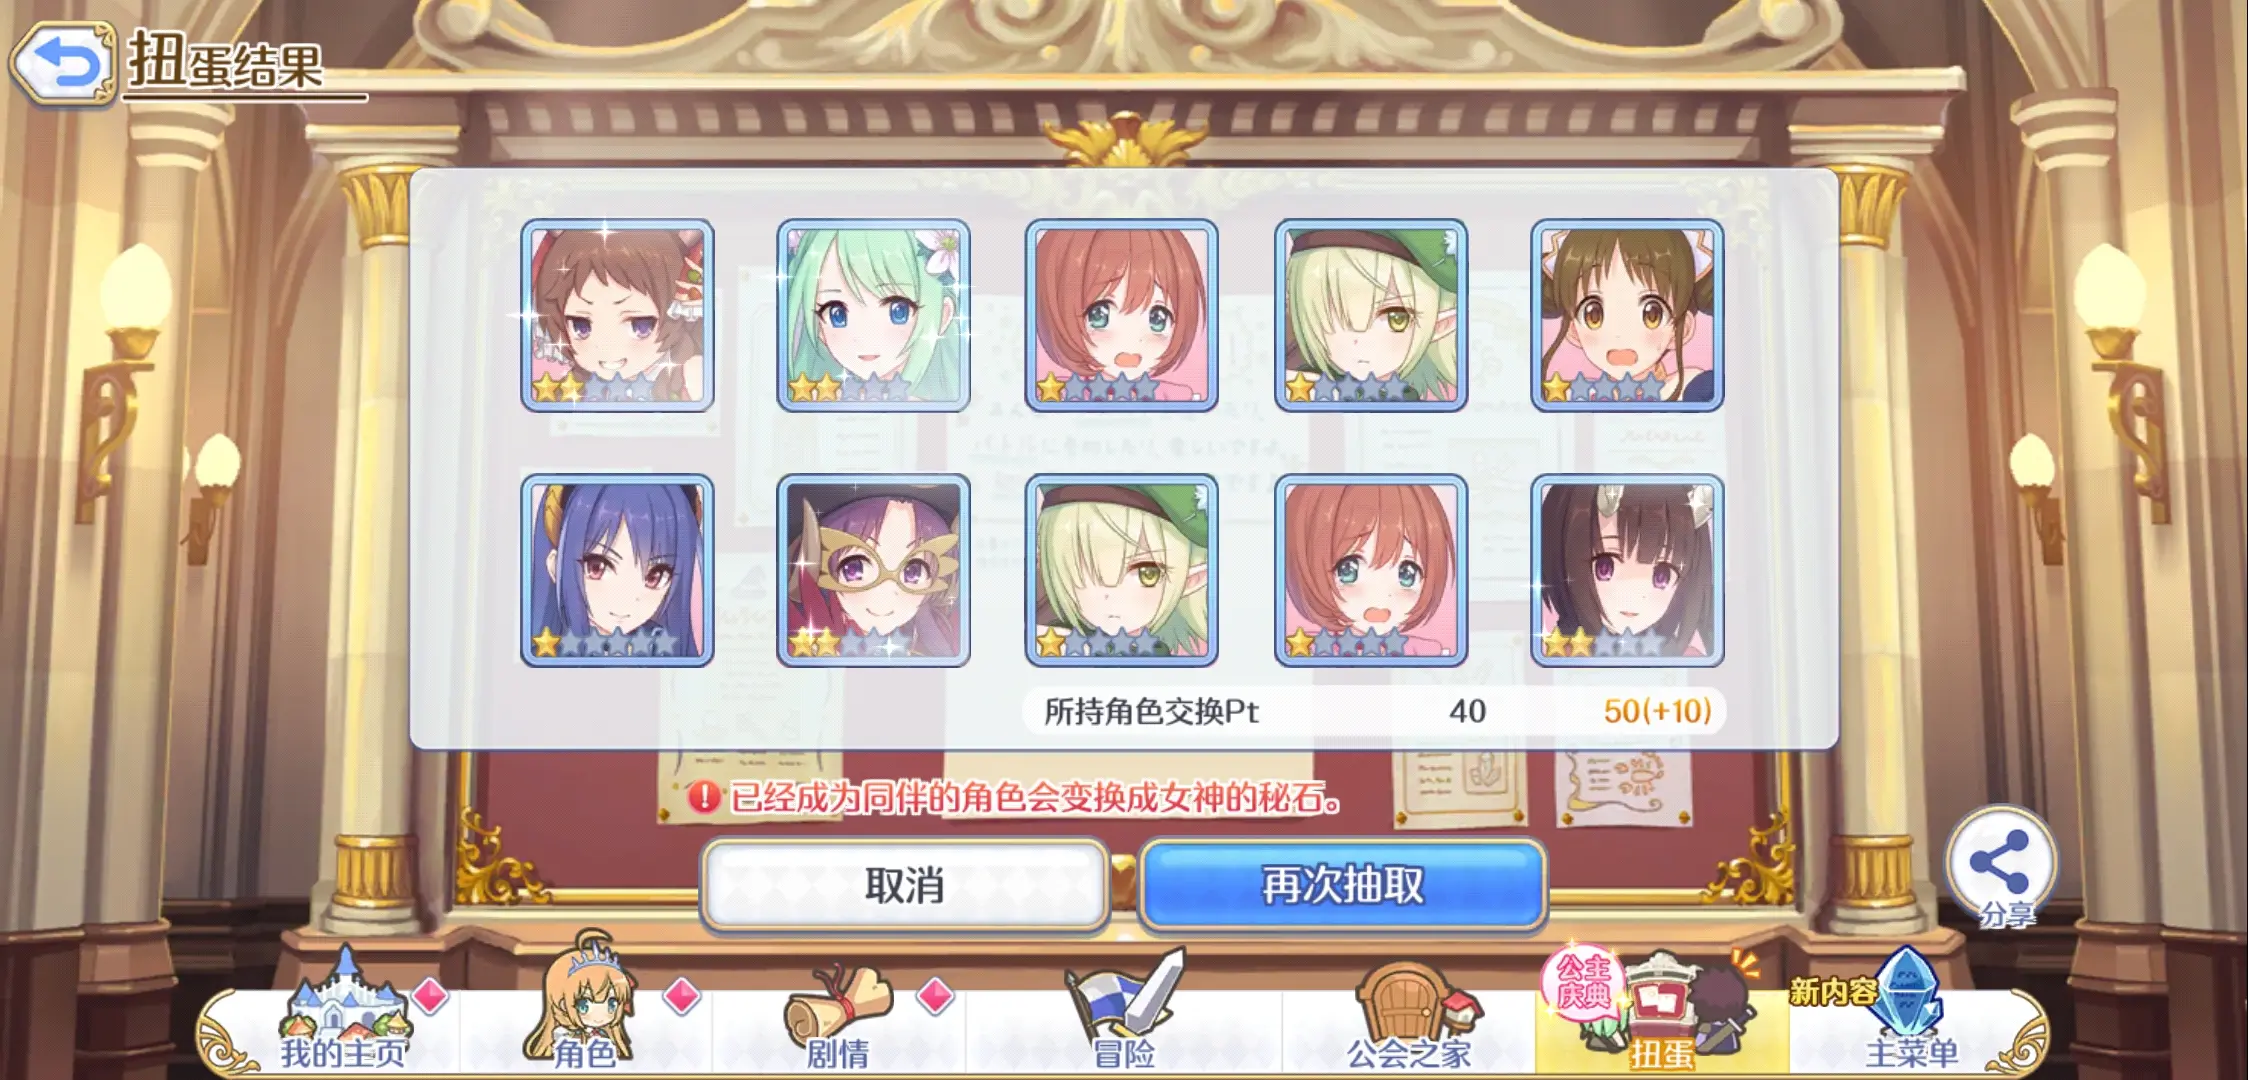 扭蛋结果
所持角色交换Pt 40 50(+10)
已经成为同伴的角色会变换成女神的秘石。
取消
再次抽取
分享
公主
庆典
新内容
我的主页
角色
剧情
冒险
公会之家
扭蛋
主菜单